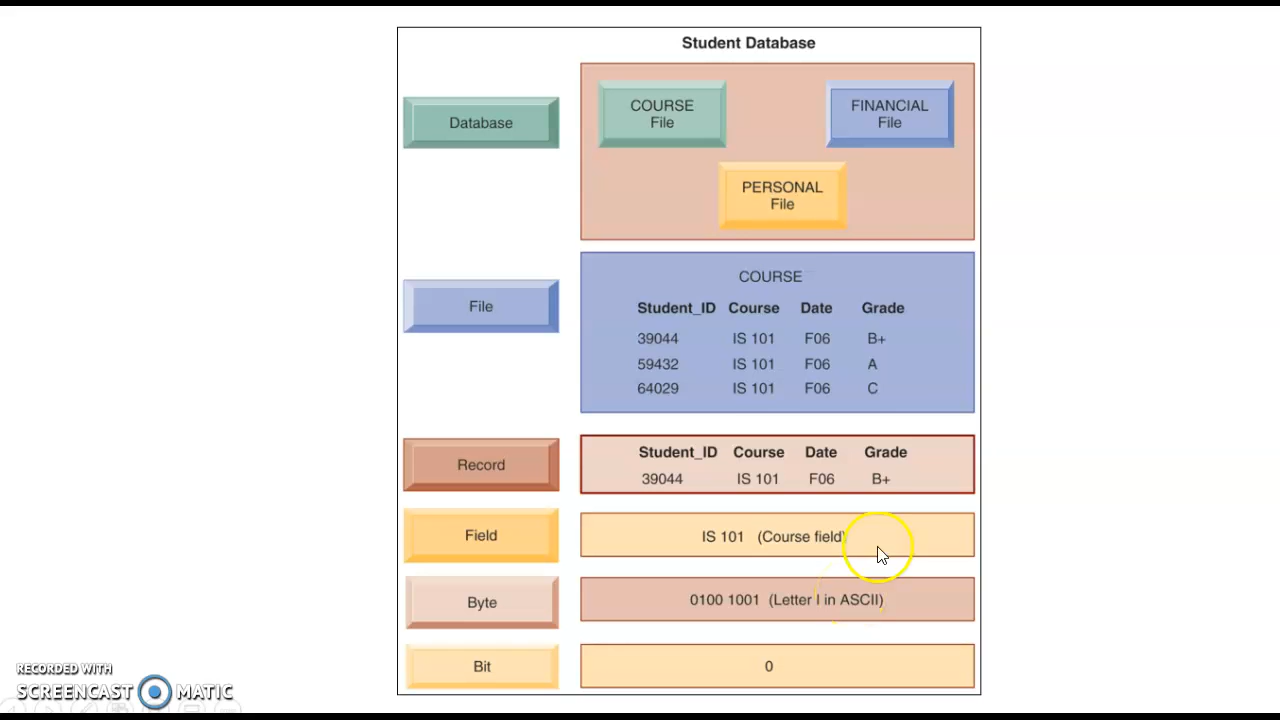 Student Database
Database
COURSE
File
FINANCIAL
File
PERSONAL
File
File
COURSE
Student_ID Course Date Grade
39044 IS 101 F06 B+
59432 IS 101 F06 A
64029 IS 101 F06 C
Record
Student_ID Course Date Grade
39044 IS 101 F06 B+
Field
IS 101 (Course field)
Byte
0100 1001 (Letter I in ASCII)
Bit
0
RECORDED WITH
SCREENCAST MATIC